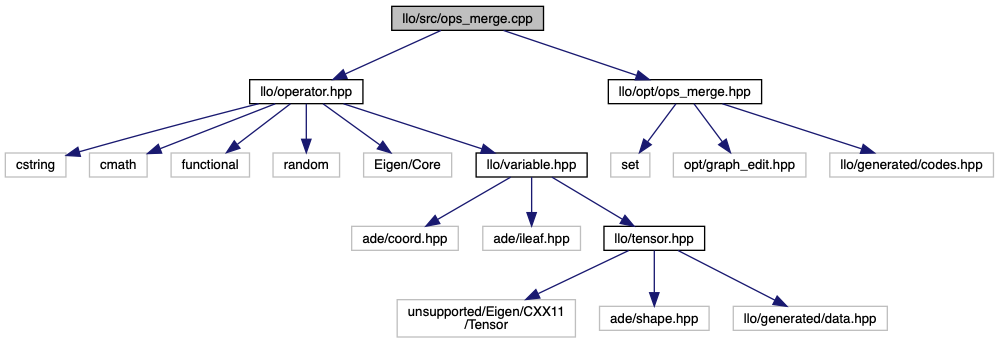 llo/src/ops_merge.cpp
llo/operator.hpp
llo/opt/ops_merge.hpp
cstring
cmath
functional
random
Eigen/Core
llo/variable.hpp
set
opt/graph_edit.hpp
llo/generated/codes.hpp
ade/coord.hpp
ade/ileaf.hpp
llo/tensor.hpp
unsupported/Eigen/CXX11
/Tensor
ade/shape.hpp
llo/generated/data.hpp